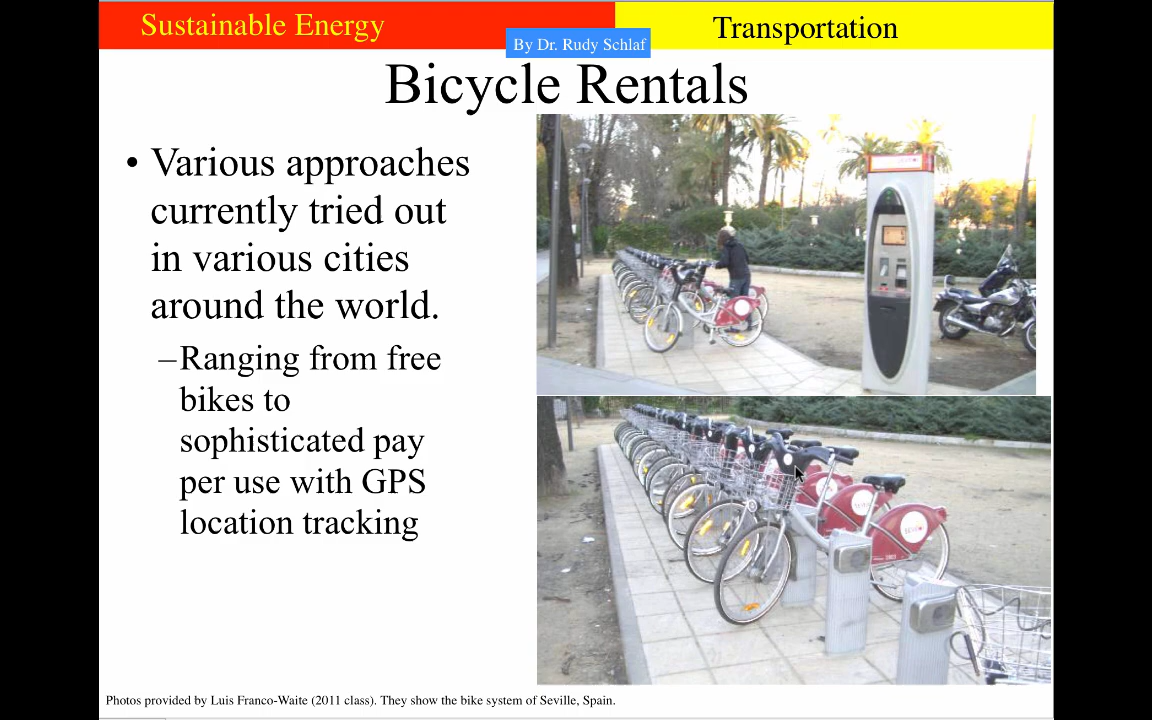 Sustainable Energy
Transportation
By Dr. Rudy Schlaf
Bicycle Rentals
• Various approaches
currently tried out
in various cities
around the world.
–Ranging from free
bikes to
sophisticated pay
per use with GPS
location tracking
Photos provided by Luis Franco-Waite (2011 class). They show the bike system of Seville, Spain.